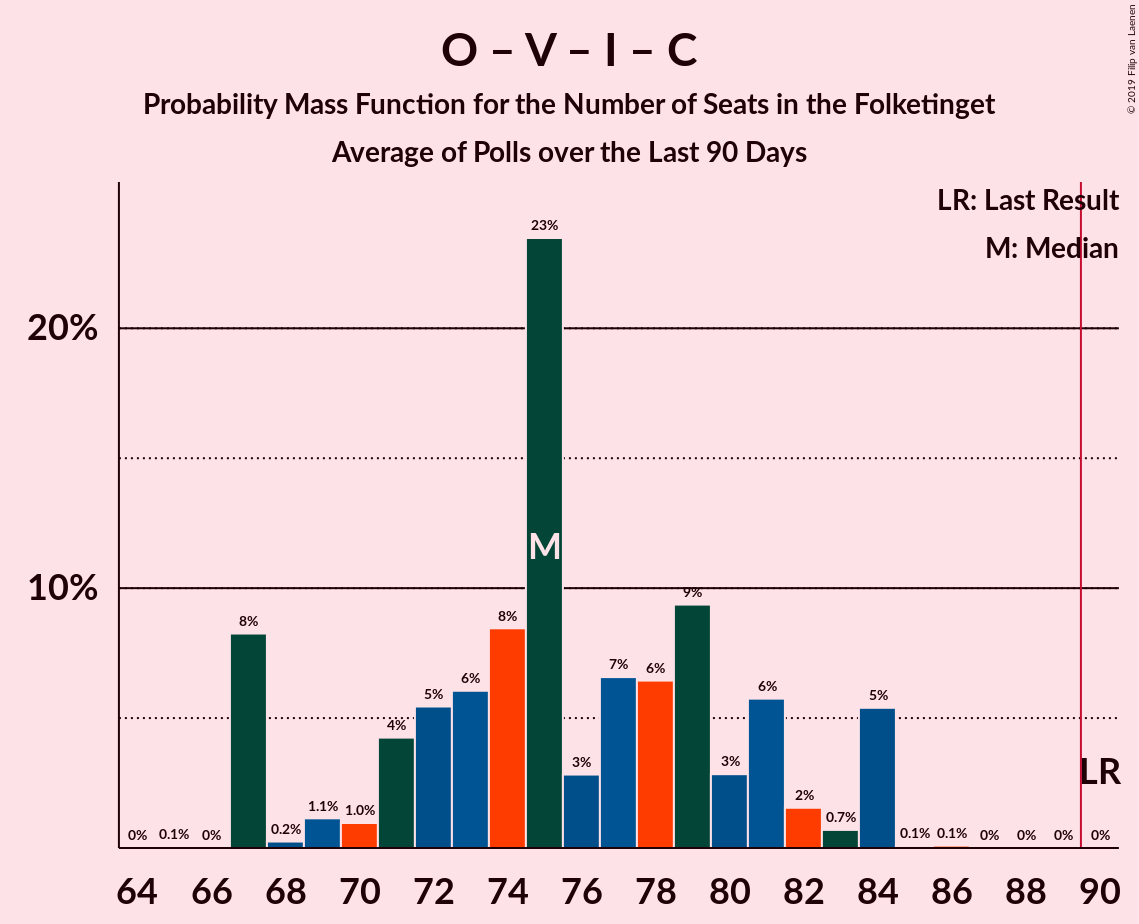 O – V – I – C
Probability Mass Function for the Number of Seats in the Folketinget
Average of Polls over the Last 90 Days
© 2019 Filip van Laenen
LR: Last Result
M: Median
20%
10%
0% 0.1% 0% 8% 0.2% 1.1% 1.0% 4% 5% 6% 8% 23% 3% 7% 6% 9% 3% 6% 2% 0.7% 5% 0.1% 0.1% 0% 0% 0% 0%
M
LR
64 66 68 70 72 74 76 78 80 82 84 86 88 90